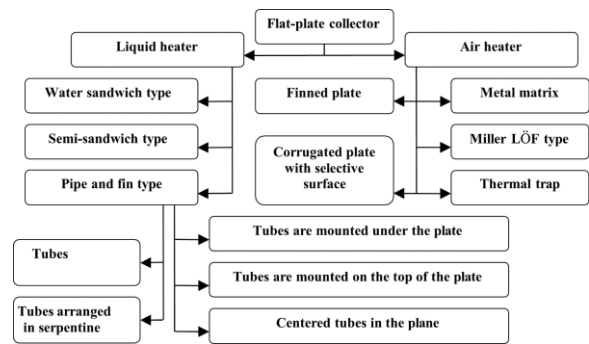 Flat-plate collector
Liquid heater
Air heater
Water sandwich type
Finned plate
Metal matrix
Semi-sandwich type
Corrugated plate
with selective
surface
Miller LÖF type
Pipe and fin type
Thermal trap
Tubes are mounted under the plate
Tubes
Tubes are mounted on the top of the plate
Tubes arranged
in serpentine
Centered tubes in the plane